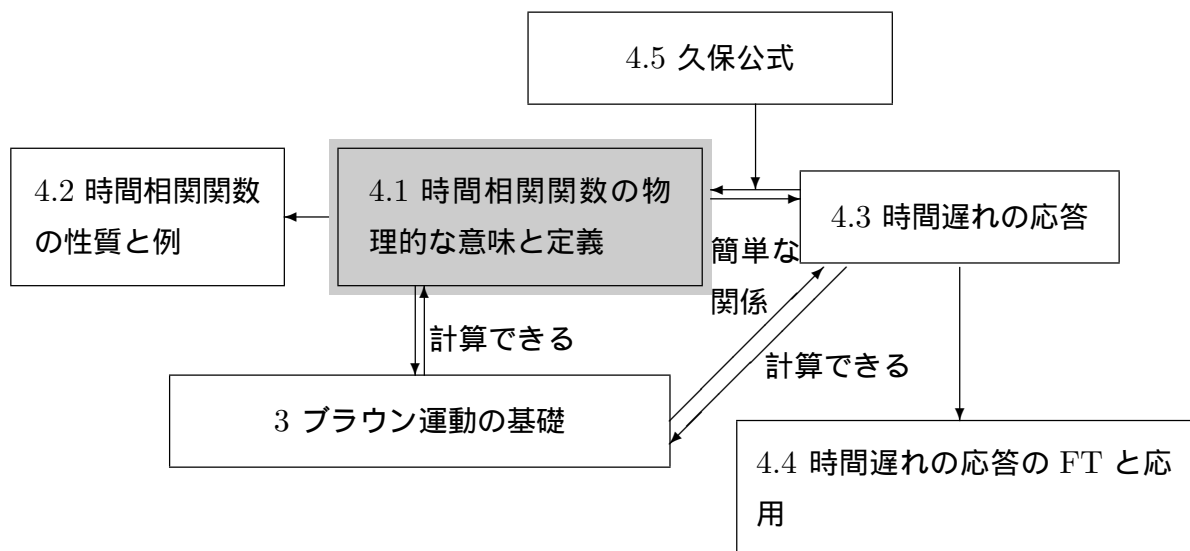 4.5 久保公式
4.2 時間相関関数
の性質と例
4.1 時間相関関数の物
理的な意味と定義
4.3 時間遅れの応答
簡単な
関係
計算できる
計算できる
3 ブラウン運動の基礎
4.4 時間遅れの応答の FT と応
用